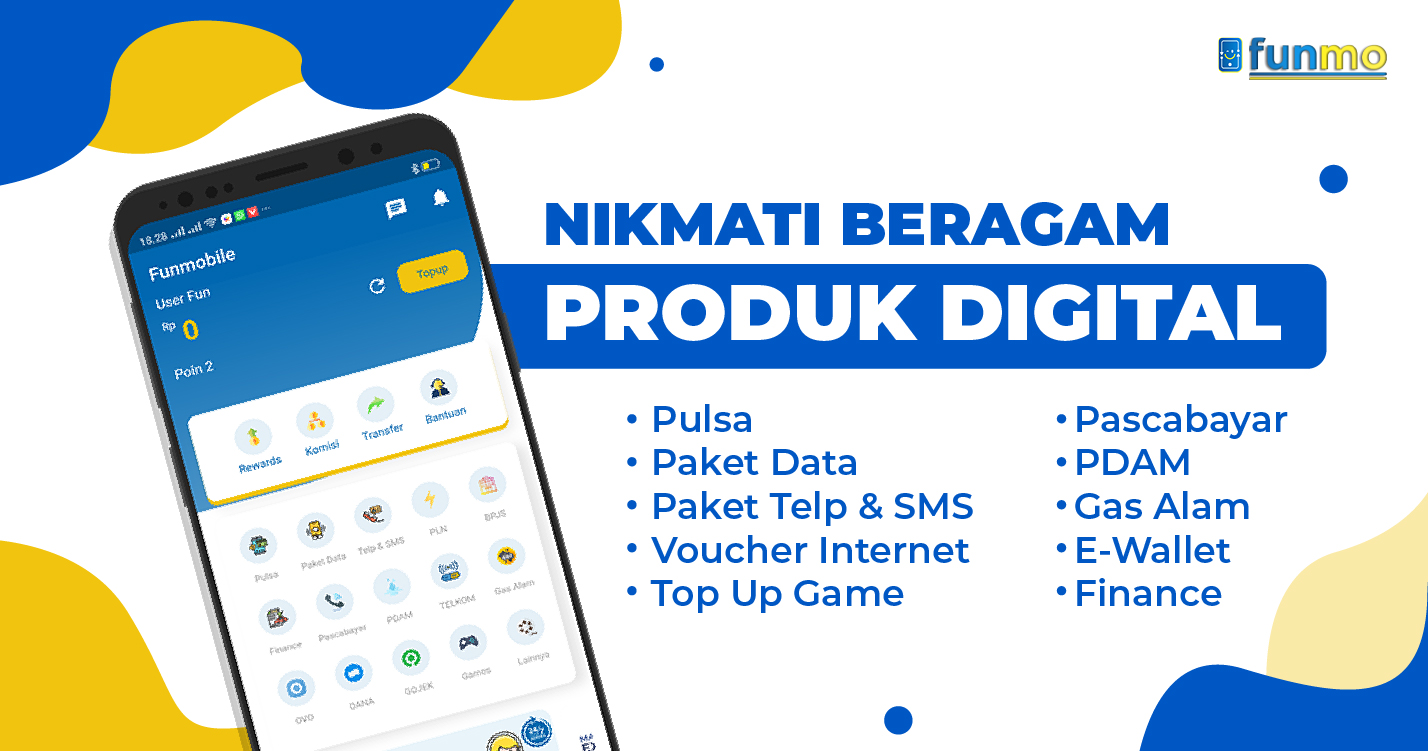 funmo
NIKMATI BERAGAM
PRODUK DIGITAL
• Pulsa
• Paket Data
• Paket Telp & SMS
• Voucher Internet
• Top Up Game
• Pascabayar
• PDAM
• Gas Alam
• E-Wallet
• Finance
18.28
Funmobile
User Fun
Rp 0
Topup
Poin 2
Rewards Komisi Transfer Bantuan
Pulsa Paket Data Telp & SMS PLN BPJS
Finance Pascabayar PDAM TELKOM Gas Alam
OVO DANA GOJEK Games Lainnya
24/7